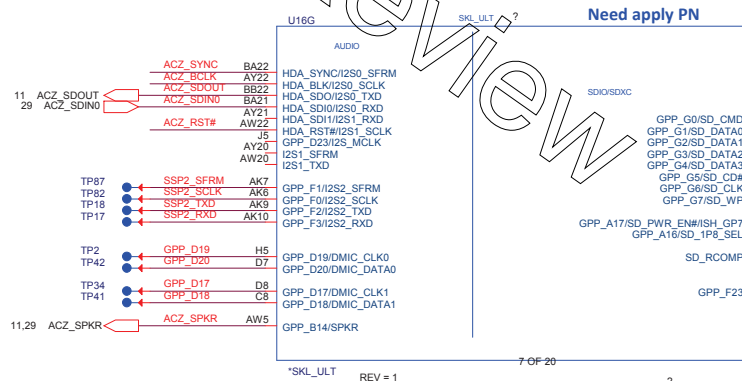 U16G
SKL_ULT
?
Need apply PN
AUDIO
SDIO/SDXC
ACZ_SYNC BA22 HDA_SYNC/I2S0_SFRM
ACZ_BCLK AY22 HDA_BLK/I2S0_SCLK
11 ACZ_SDOUT ACZ_SDOUT BB22 HDA_SDO/I2S0_TXD
29 ACZ_SDIN0 ACZ_SDIN0 BA21 HDA_SDI0/I2S0_RXD
AY21 HDA_SDI1/I2S1_RXD
ACZ_RST# AW22 HDA_RST#/I2S1_SCLK
J5 GPP_D23/I2S_MCLK
AY20 I2S1_SFRM
AW20 I2S1_TXD
TP87 SSP2_SFRM AK7 GPP_F1/I2S2_SFRM
TP82 SSP2_SCLK AK6 GPP_F0/I2S2_SCLK
TP18 SSP2_TXD AK9 GPP_F2/I2S2_TXD
TP17 SSP2_RXD AK10 GPP_F3/I2S2_RXD
TP2 GPP_D19 H5 GPP_D19/DMIC_CLK0
TP42 GPP_D20 D7 GPP_D20/DMIC_DATA0
TP34 GPP_D17 D8 GPP_D17/DMIC_CLK1
TP41 GPP_D18 C8 GPP_D18/DMIC_DATA1
11,29 ACZ_SPKR ACZ_SPKR AW5 GPP_B14/SPKR
GPP_G0/SD_CMD
GPP_G1/SD_DATA0
GPP_G2/SD_DATA1
GPP_G3/SD_DATA2
GPP_G4/SD_DATA3
GPP_G5/SD_CD#
GPP_G6/SD_CLK
GPP_G7/SD_WP
GPP_A17/SD_PWR_EN#/ISH_GP7
GPP_A16/SD_1P8_SEL
SD_RCOMP
GPP_F23
7 OF 20
*SKL_ULT
REV = 1
?
view